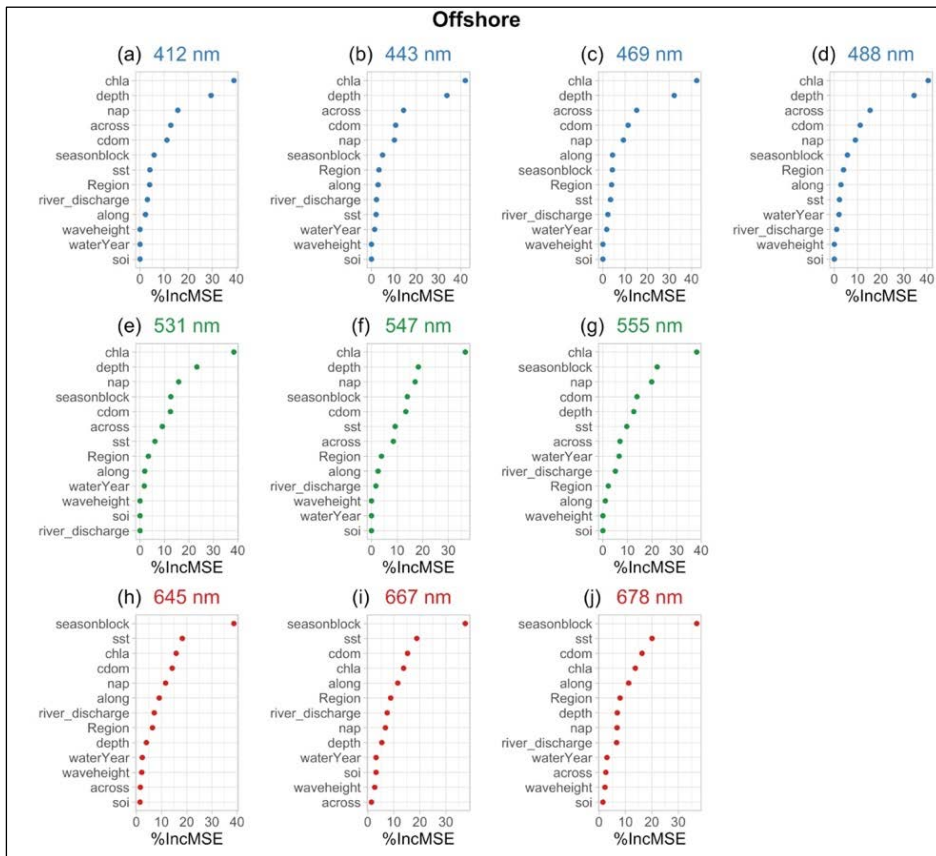 Offshore
(a) 412 nm
chla
depth
nap
across
cdom
seasonblock
sst
Region
river_discharge
along
waveheight
waterYear
soi
0 10 20 30 40
%IncMSE
(b) 443 nm
chla
depth
across
cdom
nap
seasonblock
Region
along
river_discharge
sst
waterYear
waveheight
soi
0 10 20 30 40
%IncMSE
(c) 469 nm
chla
depth
across
cdom
nap
along
seasonblock
Region
sst
river_discharge
waterYear
waveheight
soi
0 10 20 30 40
%IncMSE
(d) 488 nm
chla
depth
across
cdom
nap
seasonblock
Region
along
sst
waterYear
river_discharge
waveheight
soi
0 10 20 30 40
%IncMSE
(e) 531 nm
chla
depth
nap
seasonblock
cdom
across
sst
Region
along
waterYear
waveheight
soi
river_discharge
0 10 20 30 40
%IncMSE
(f) 547 nm
chla
depth
nap
seasonblock
cdom
sst
across
Region
along
river_discharge
waveheight
waterYear
soi
0 10 20 30
%IncMSE
(g) 555 nm
chla
seasonblock
nap
cdom
depth
sst
across
waterYear
river_discharge
Region
along
waveheight
soi
0 10 20 30 40
%IncMSE
(h) 645 nm
seasonblock
sst
chla
cdom
nap
along
river_discharge
Region
depth
waterYear
waveheight
across
soi
0 10 20 30 40
%IncMSE
(i) 667 nm
seasonblock
sst
cdom
chla
along
Region
river_discharge
nap
depth
waterYear
soi
waveheight
across
0 10 20 30
%IncMSE
(j) 678 nm
seasonblock
sst
cdom
chla
along
Region
depth
nap
river_discharge
waterYear
across
waveheight
soi
0 10 20 30
%IncMSE